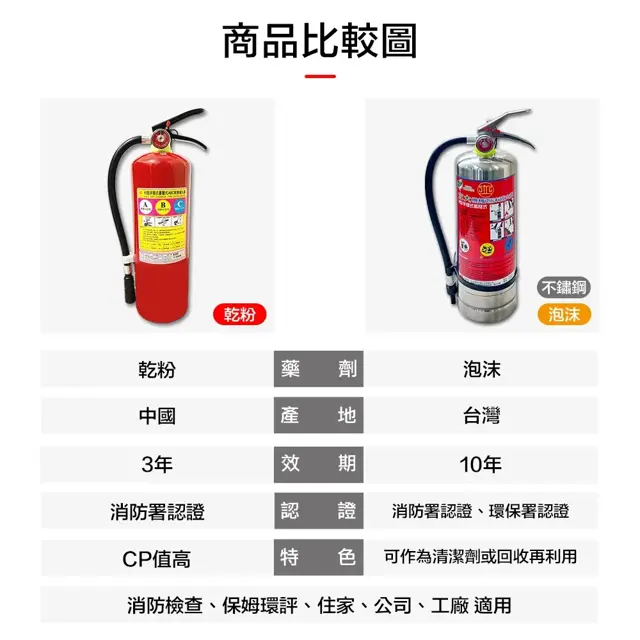 商品比較圖
A B C
乾粉
不鏽鋼
泡沫
乾粉 藥劑 泡沫
中國 產地 台灣
3年 效期 10年
消防署認證 認證 消防署認證、環保署認證
CP值高 特色 可作為清潔劑或回收再利用
消防檢查、保姆環評、住家、公司、工廠 適用